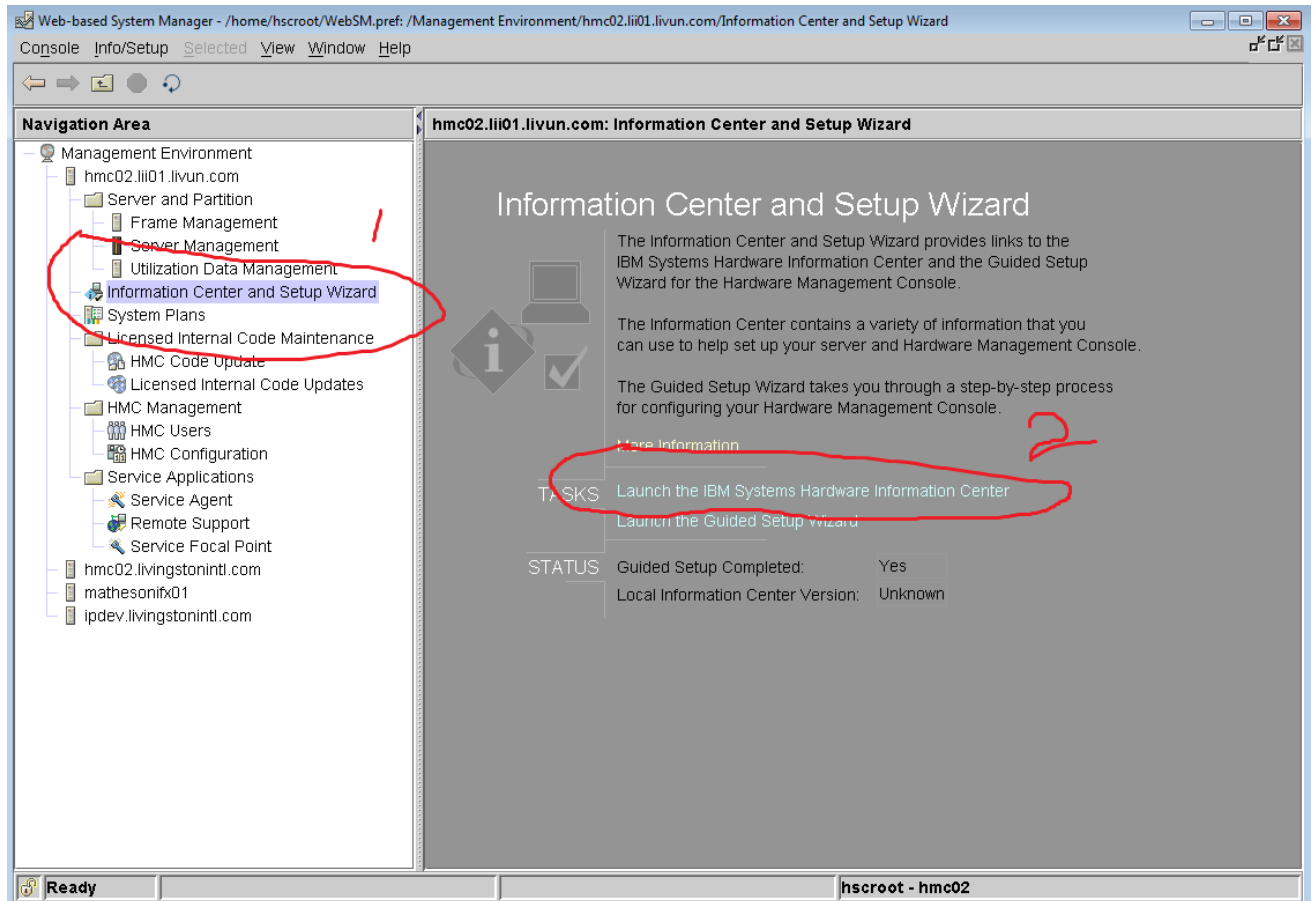 Web-based System Manager - /home/hscroot/WebSM.pref: /Management Environment/hmc02.lii01.livun.com/Information Center and Setup Wizard
Console Info/Setup Selected View Window Help
Navigation Area
Management Environment
hmc02.lii01.livun.com
Server and Partition
Frame Management
Server Management
Utilization Data Management
Information Center and Setup Wizard
System Plans
Licensed Internal Code Maintenance
HMC Code Update
Licensed Internal Code Updates
HMC Management
HMC Users
HMC Configuration
Service Applications
Service Agent
Remote Support
Service Focal Point
hmc02.livingstonintl.com
mathesonifx01
ipdev.livingstonintl.com
1
hmc02.lii01.livun.com: Information Center and Setup Wizard
Information Center and Setup Wizard
The Information Center and Setup Wizard provides links to the
IBM Systems Hardware Information Center and the Guided Setup
Wizard for the Hardware Management Console.
The Information Center contains a variety of information that you
can use to help set up your server and Hardware Management Console.
The Guided Setup Wizard takes you through a step-by-step process
for configuring your Hardware Management Console.
2
More Information
TASKS Launch the IBM Systems Hardware Information Center
Launch the Guided Setup Wizard
STATUS Guided Setup Completed: Yes
Local Information Center Version: Unknown
Ready hscroot - hmc02